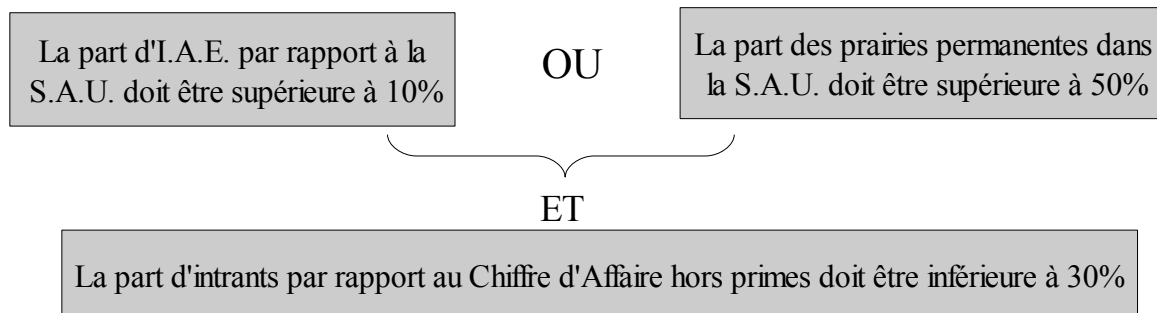 La part d'I.A.E. par rapport à la
S.A.U. doit être supérieure à 10%
OU
La part des prairies permanentes dans
la S.A.U. doit être supérieure à 50%
ET
La part d'intrants par rapport au Chiffre d'Affaire hors primes doit être inférieure à 30%